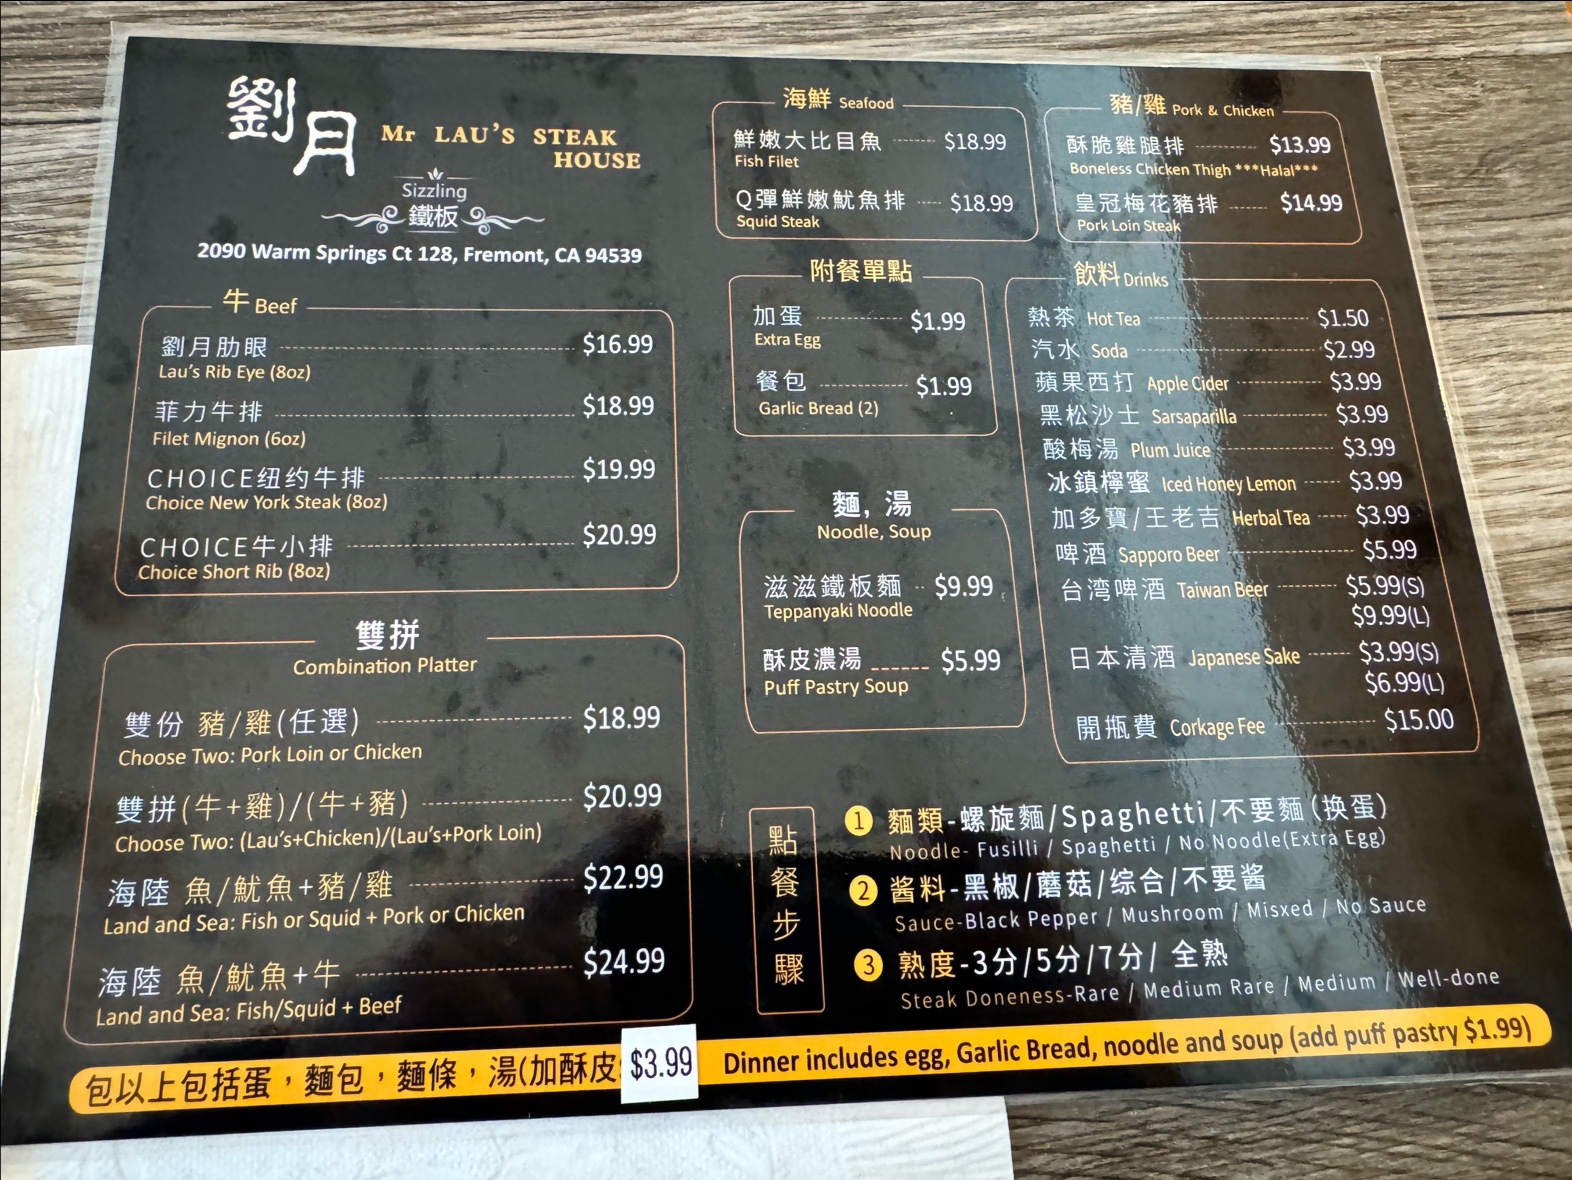 劉月
Mr LAU'S STEAK
HOUSE
Sizzling
鐵板
2090 Warm Springs Ct 128, Fremont, CA 94539
牛 Beef
劉月肋眼 $16.99
Lau's Rib Eye (8oz)
菲力牛排 $18.99
Filet Mignon (6oz)
CHOICE纽约牛排 $19.99
Choice New York Steak (8oz)
CHOICE牛小排 $20.99
Choice Short Rib (8oz)
雙拼
Combination Platter
雙份 豬/雞(任選) $18.99
Choose Two: Pork Loin or Chicken
雙拼(牛+雞)/(牛+豬) $20.99
Choose Two: (Lau's+Chicken)/(Lau's+Pork Loin)
海陸 魚/魷魚+豬/雞 $22.99
Land and Sea: Fish or Squid + Pork or Chicken
海陸 魚/魷魚+牛 $24.99
Land and Sea: Fish/Squid + Beef
海鮮 Seafood
鮮嫩大比目魚 $18.99
Fish Filet
Q彈鮮嫩魷魚排 $18.99
Squid Steak
豬/雞 Pork & Chicken
酥脆雞腿排 $13.99
Boneless Chicken Thigh ***Halal***
皇冠梅花豬排 $14.99
Pork Loin Steak
附餐單點
加蛋 $1.99
Extra Egg
餐包 $1.99
Garlic Bread (2)
麵, 湯
Noodle, Soup
滋滋鐵板麵 $9.99
Teppanyaki Noodle
酥皮濃湯 $5.99
Puff Pastry Soup
飲料 Drinks
熱茶 Hot Tea $1.50
汽水 Soda $2.99
蘋果西打 Apple Cider $3.99
黑松沙士 Sarsaparilla $3.99
酸梅湯 Plum Juice $3.99
冰鎮檸蜜 Iced Honey Lemon $3.99
加多寶/王老吉 Herbal Tea $3.99
啤酒 Sapporo Beer $5.99
台湾啤酒 Taiwan Beer $5.99(S)
$9.99(L)
日本清酒 Japanese Sake $3.99(S)
$6.99(L)
開瓶費 Corkage Fee $15.00
點餐步驟
1 麵類-螺旋麵/Spaghetti/不要麵(换蛋)
Noodle- Fusilli / Spaghetti / No Noodle(Extra Egg)
2 酱料-黑椒/蘑菇/综合/不要酱
Sauce-Black Pepper / Mushroom / Misxed / No Sauce
3 熟度-3分/5分/7分/ 全熟
Steak Doneness-Rare / Medium Rare / Medium / Well-done
包以上包括蛋，麵包，麵條，湯(加酥皮 $3.99 Dinner includes egg, Garlic Bread, noodle and soup (add puff pastry $1.99)